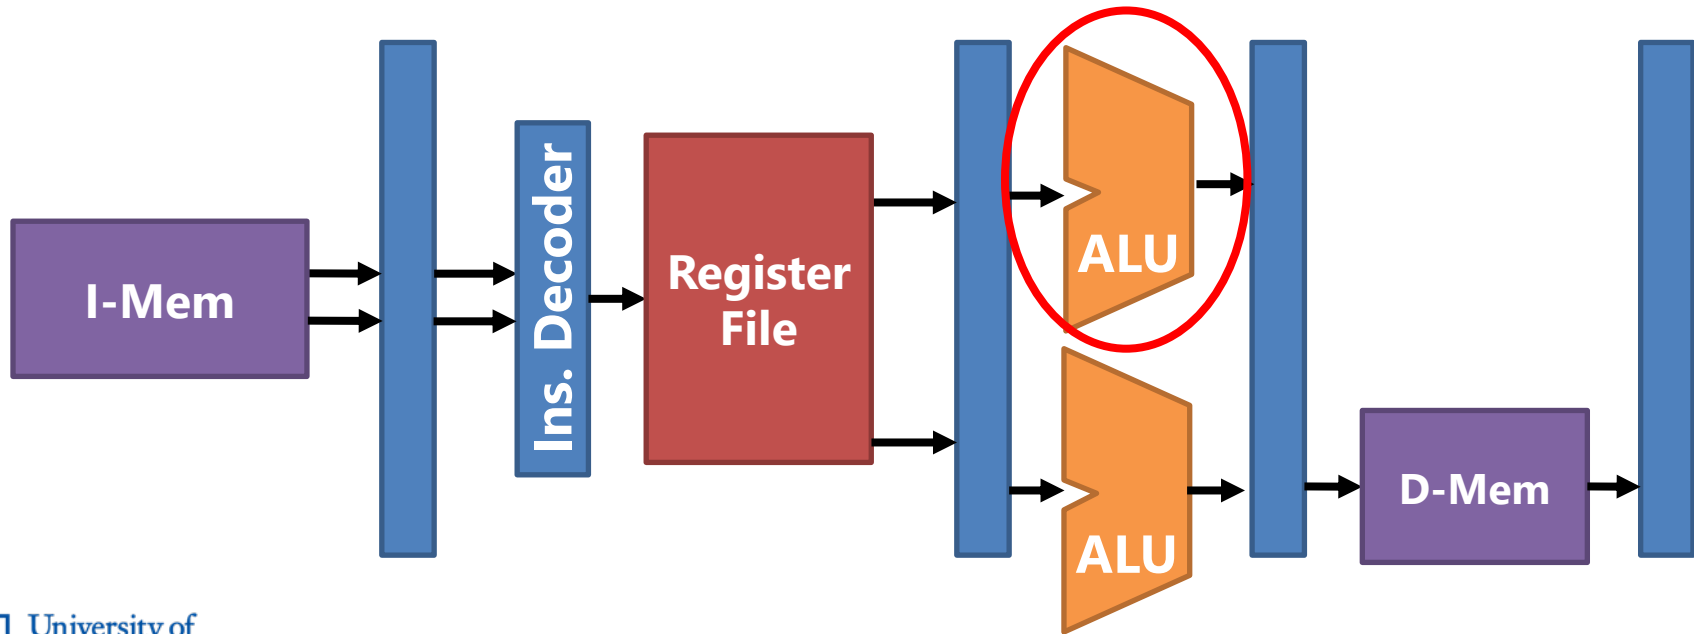 I-Mem
Ins. Decoder
Register
File
ALU
ALU
D-Mem
University of